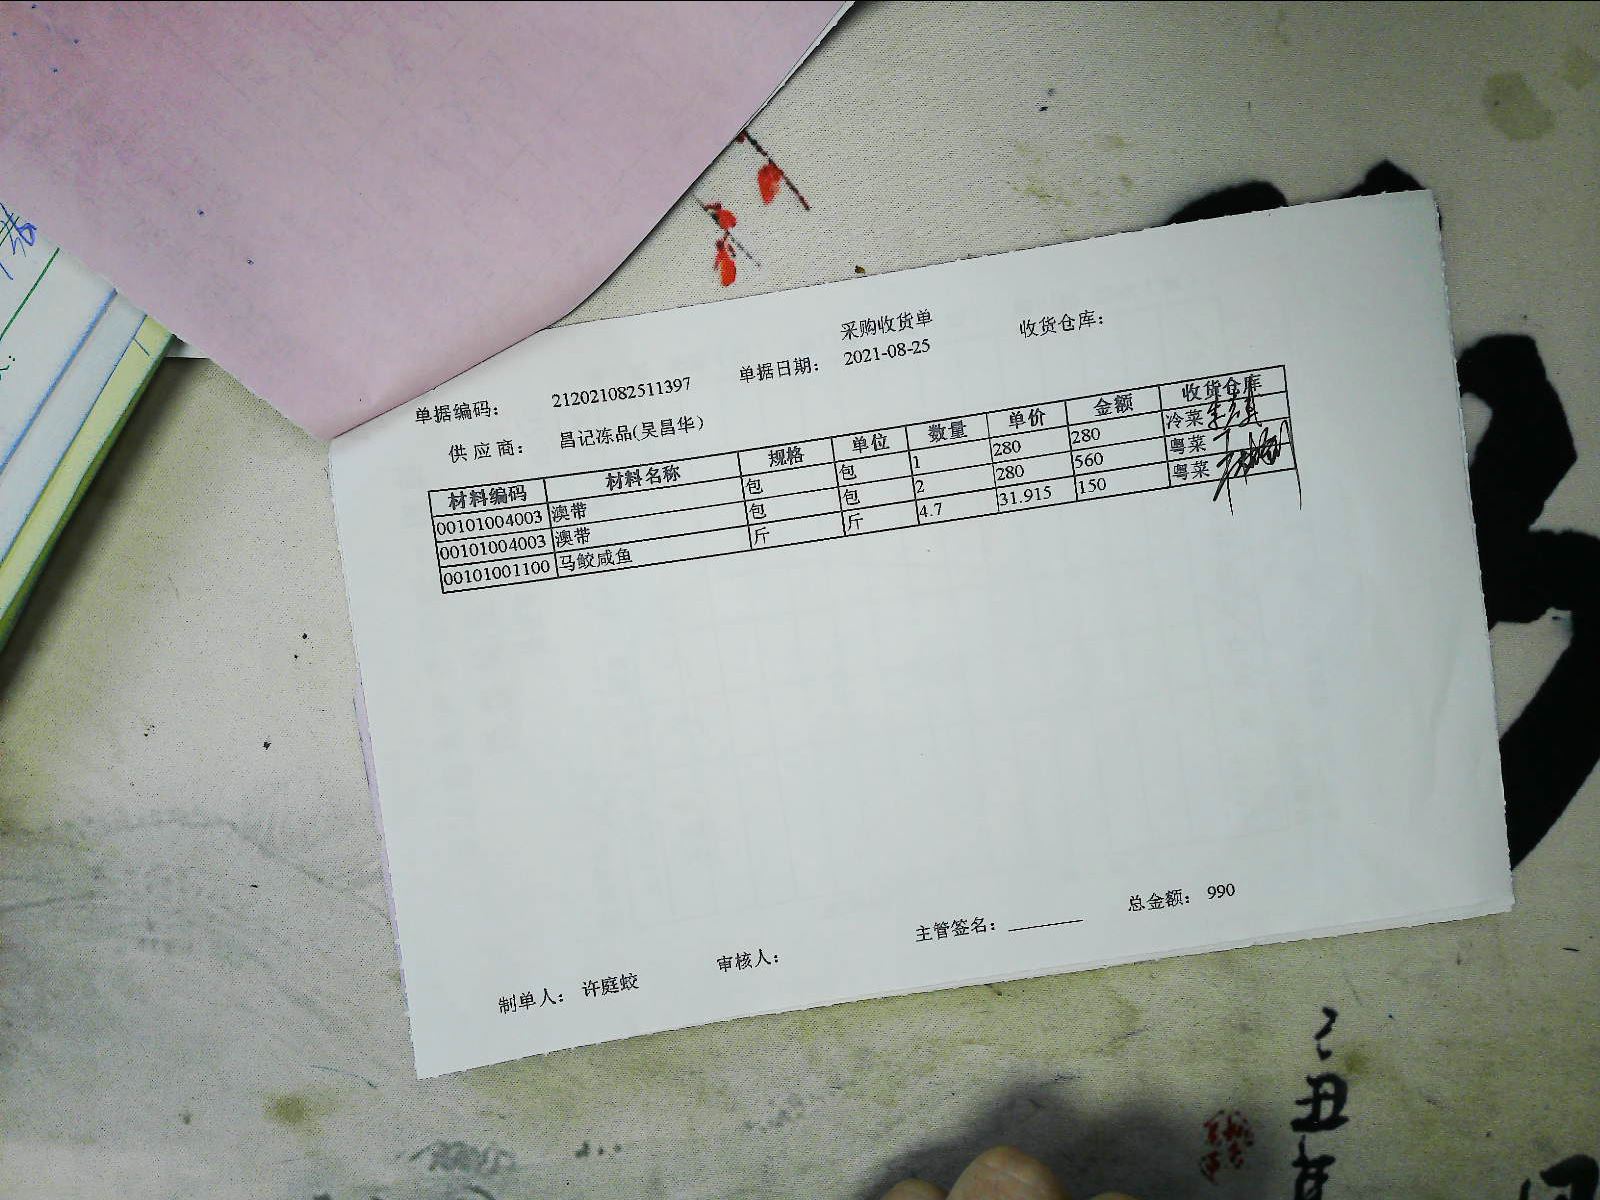 采购收货单
单据编码： 212021082511397 单据日期： 2021-08-25 收货仓库：
供 应 商： 昌记冻品(吴昌华)
材料编码 材料名称 规格 单位 数量 单价 金额 收货仓库
00101004003 澳带 包 包 1 280 280 冷菜
00101004003 澳带 包 包 2 280 560 粤菜
00101001100 马鲛咸鱼 斤 斤 4.7 31.915 150 粤菜
制单人： 许庭蛟 审核人： 主管签名： 总金额： 990
丑